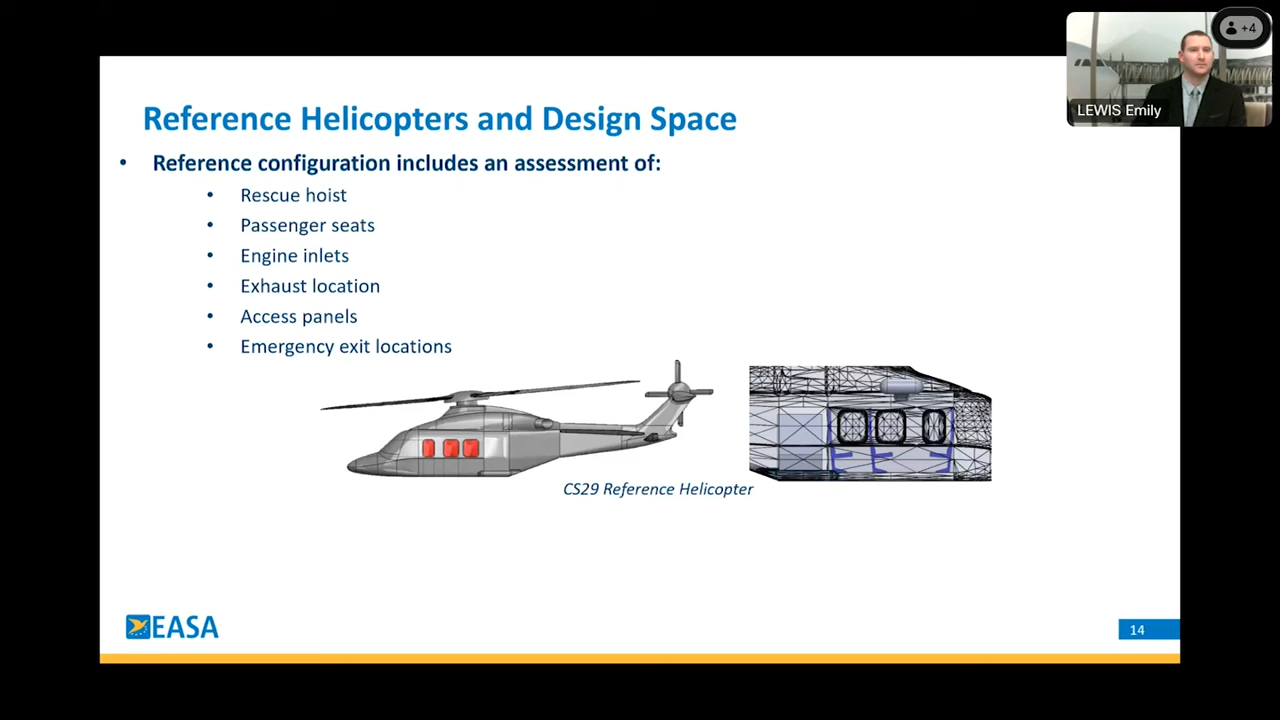 +4
LEWIS Emily
Reference Helicopters and Design Space
• Reference configuration includes an assessment of:
• Rescue hoist
• Passenger seats
• Engine inlets
• Exhaust location
• Access panels
• Emergency exit locations
CS29 Reference Helicopter
EASA
14